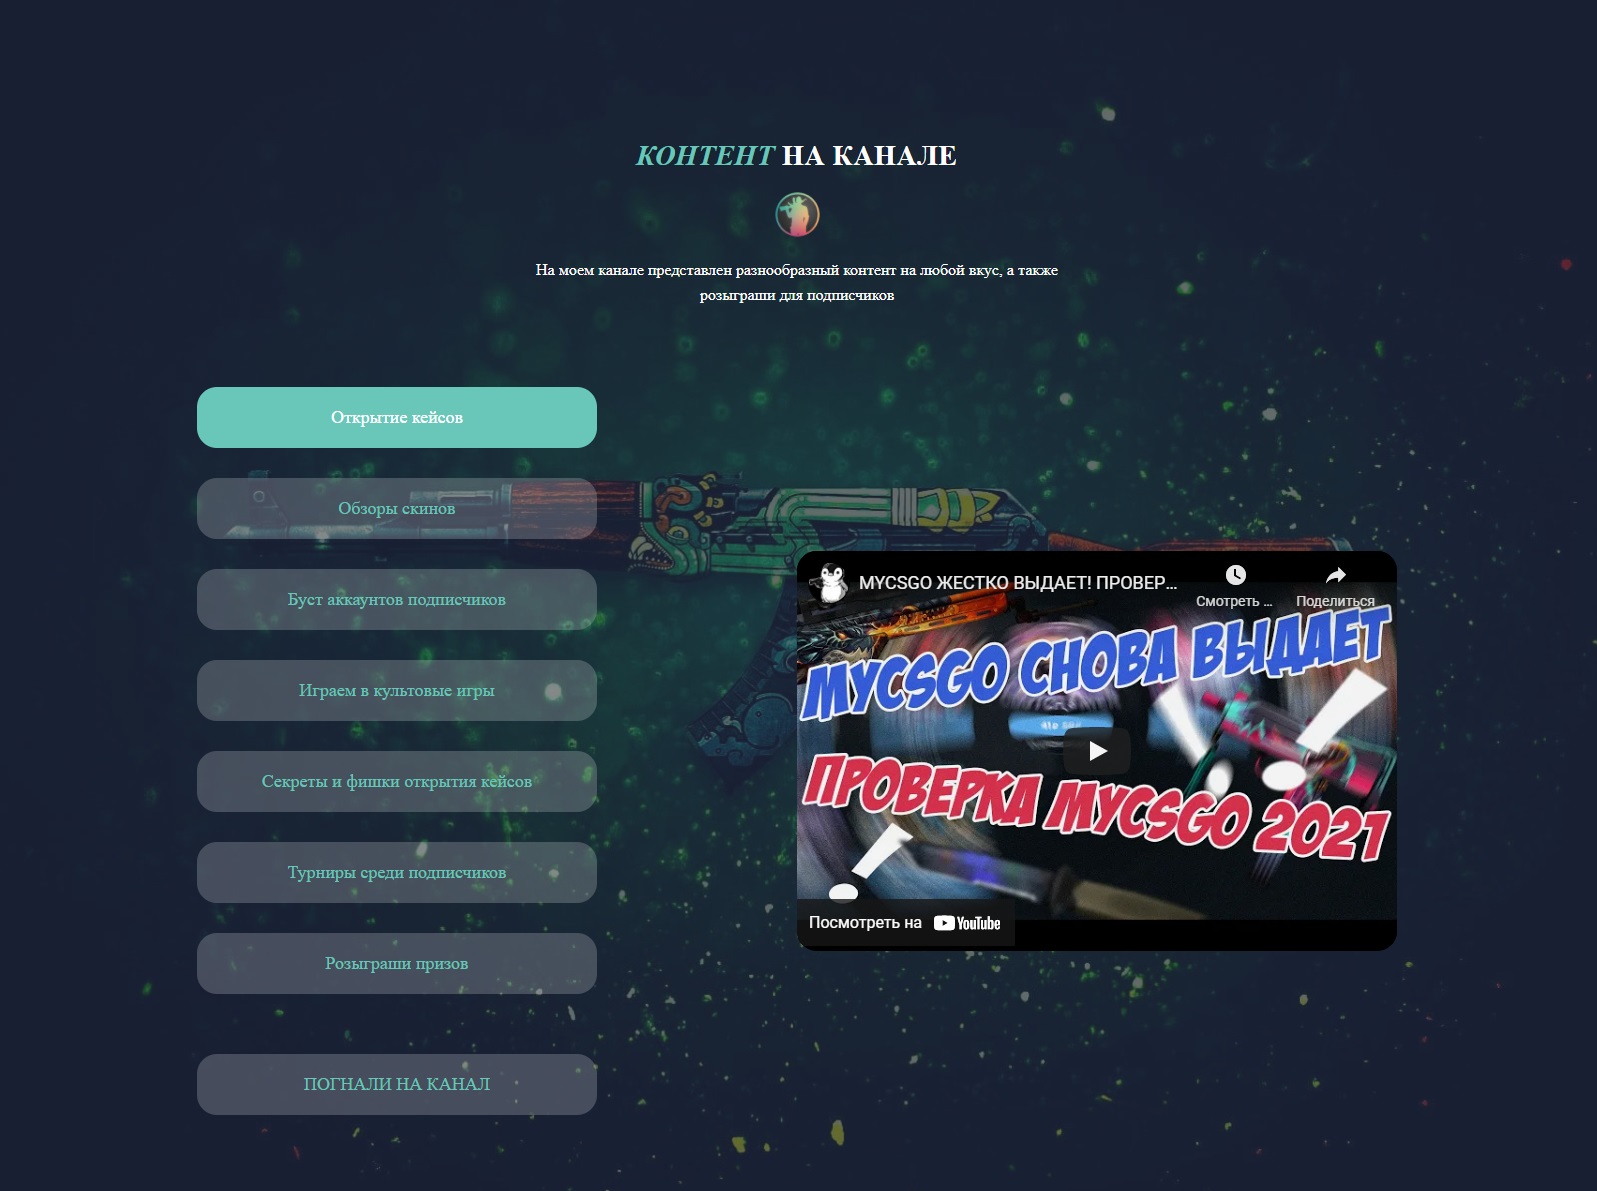 КОНТЕНТ НА КАНАЛЕ
На моем канале представлен разнообразный контент на любой вкус, а также
розыграши для подписчиков
Открытие кейсов
Обзоры скинов
Буст аккаунтов подписчиков
Играем в культовые игры
Секреты и фишки открытия кейсов
Турниры среди подписчиков
Розыграши призов
ПОГНАЛИ НА КАНАЛ
MYCSGO ЖЕСТКО ВЫДАЕТ! ПРОВЕР...
Смотреть ...
Поделиться
MYCSGO СНОВА ВЫДАЕТ
ПРОВЕРКА MYCSGO 2021
Посмотреть на YouTube